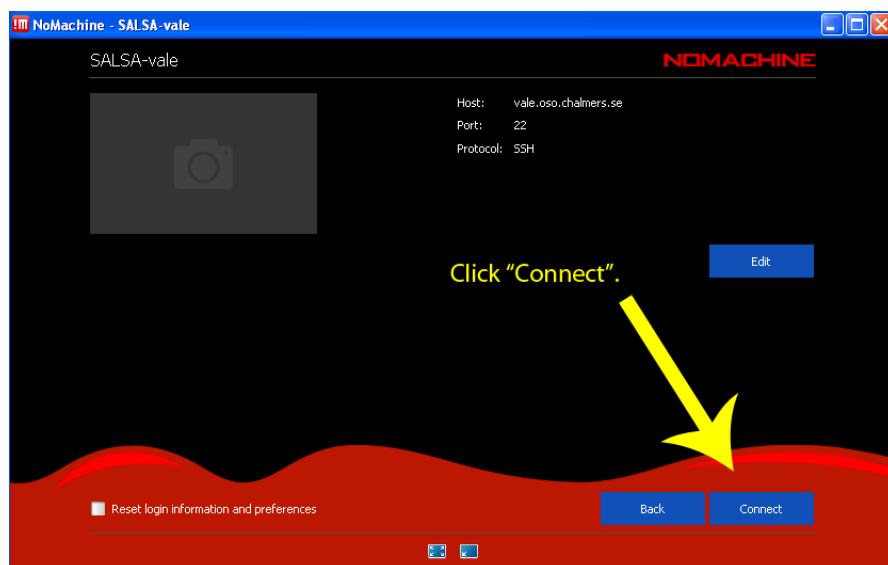 !M NoMachine - SALSA-vale
SALSA-vale
NOMACHINE
Host: vale.oso.chalmers.se
Port: 22
Protocol: SSH
Edit
Click “Connect”.
Reset login information and preferences
Back
Connect